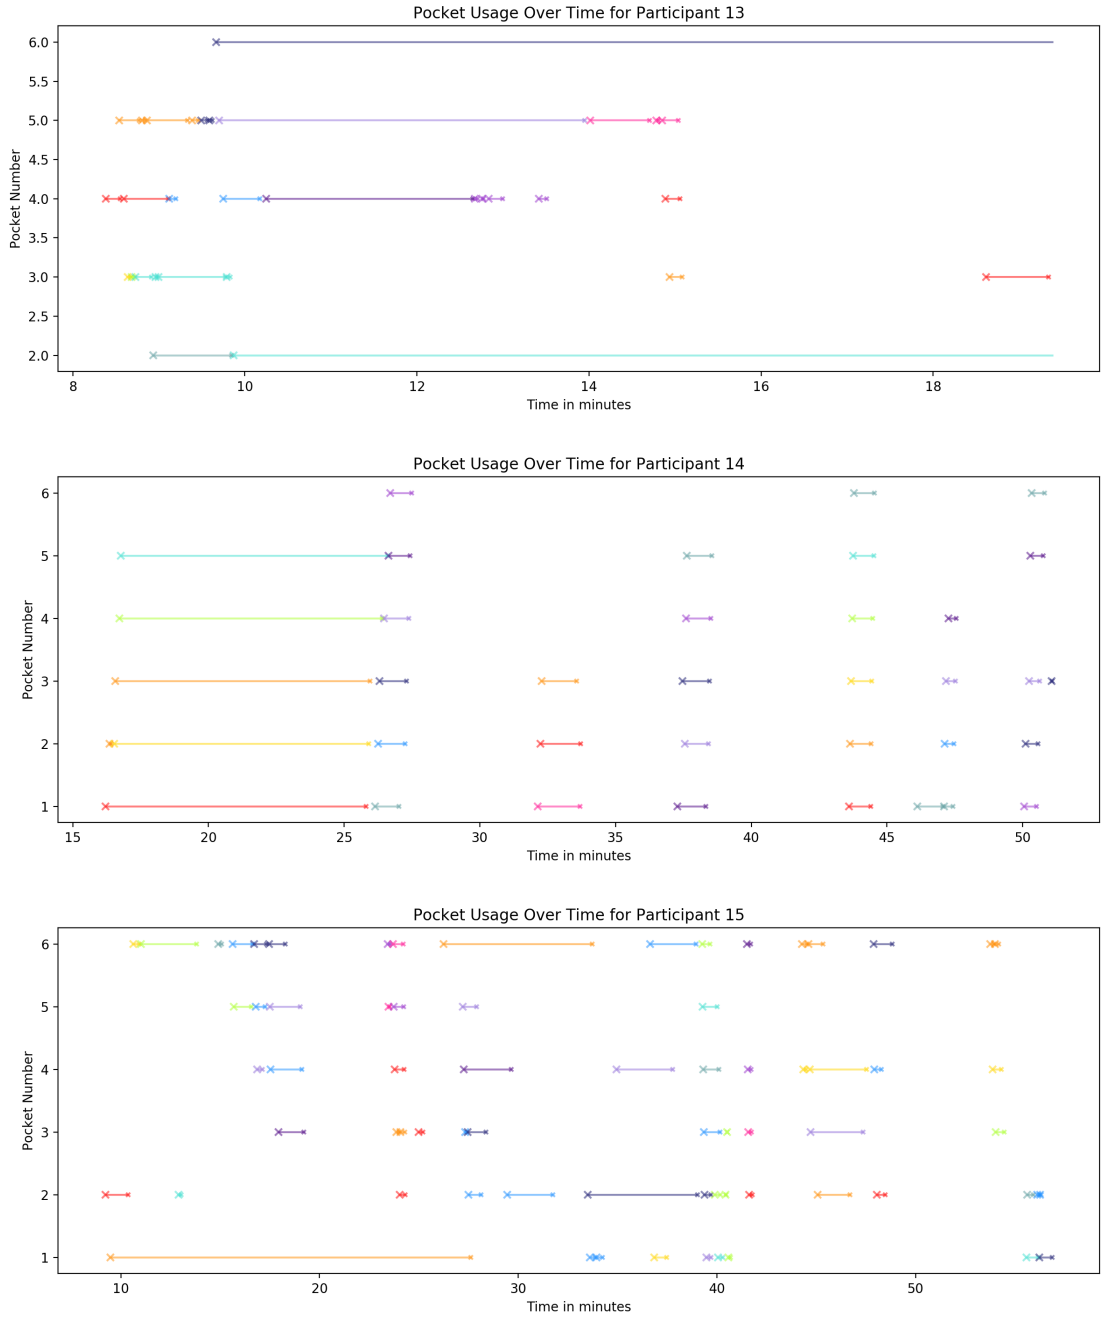 Pocket Usage Over Time for Participant 13
6.0
5.5
5.0
4.5
4.0
3.5
3.0
2.5
2.0
Pocket Number
8 10 12 14 16 18
Time in minutes
Pocket Usage Over Time for Participant 14
6
5
4
3
2
1
Pocket Number
15 20 25 30 35 40 45 50
Time in minutes
Pocket Usage Over Time for Participant 15
6
5
4
3
2
1
Pocket Number
10 20 30 40 50
Time in minutes